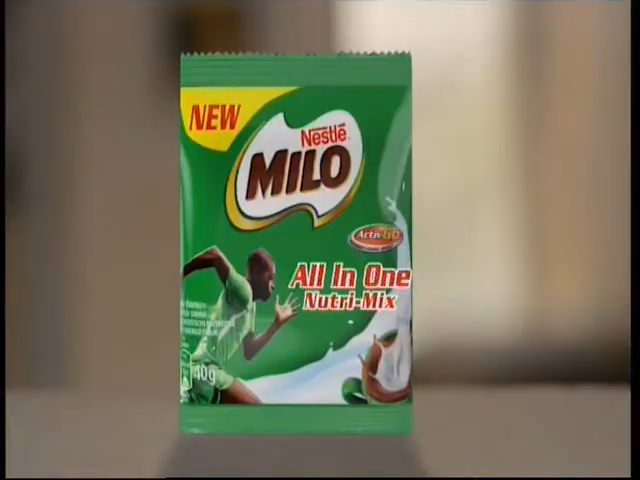 NEW
Nestlé
MILO
Activ-GO
All In One
Nutri-Mix
40g